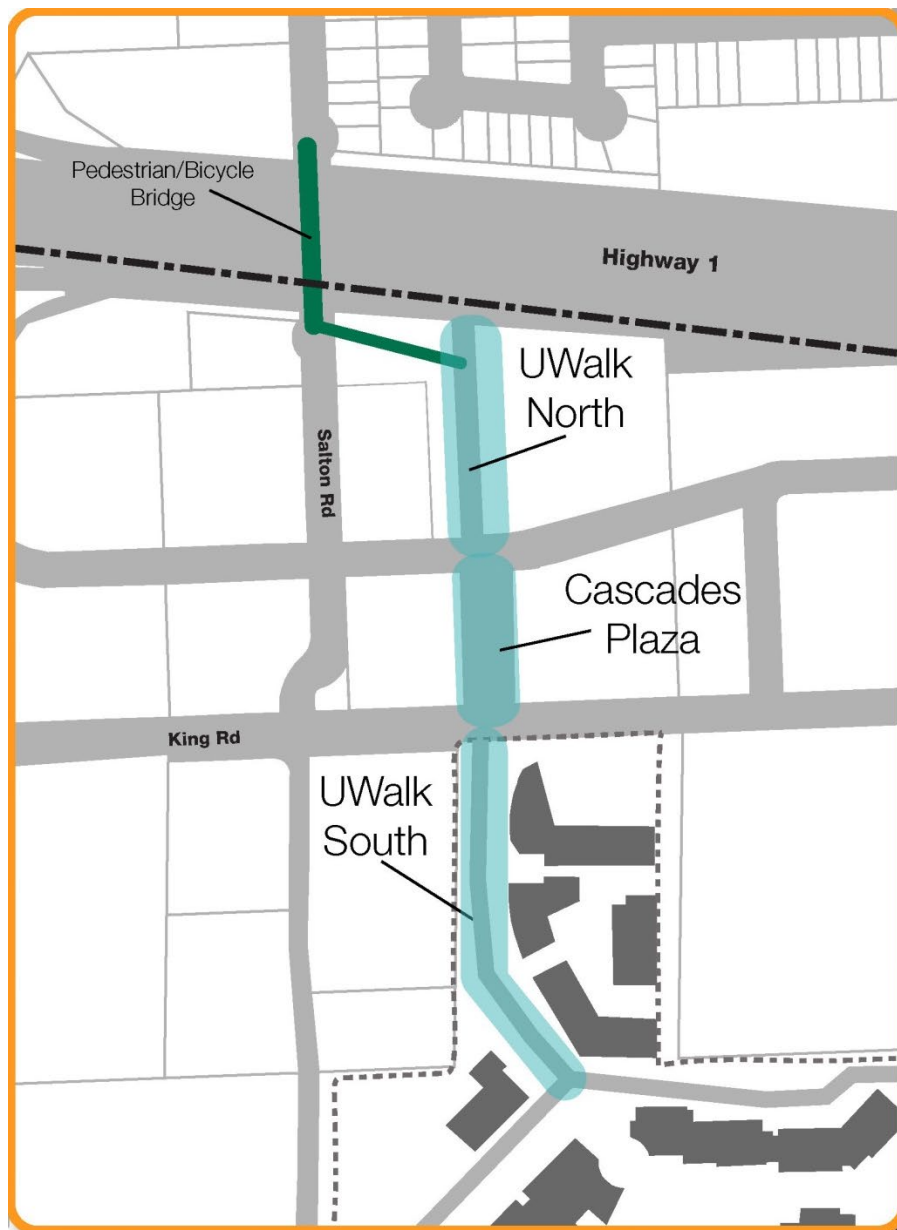 Pedestrian/Bicycle
Bridge
Highway 1
UWalk
North
Salton Rd
Cascades
Plaza
King Rd
UWalk
South